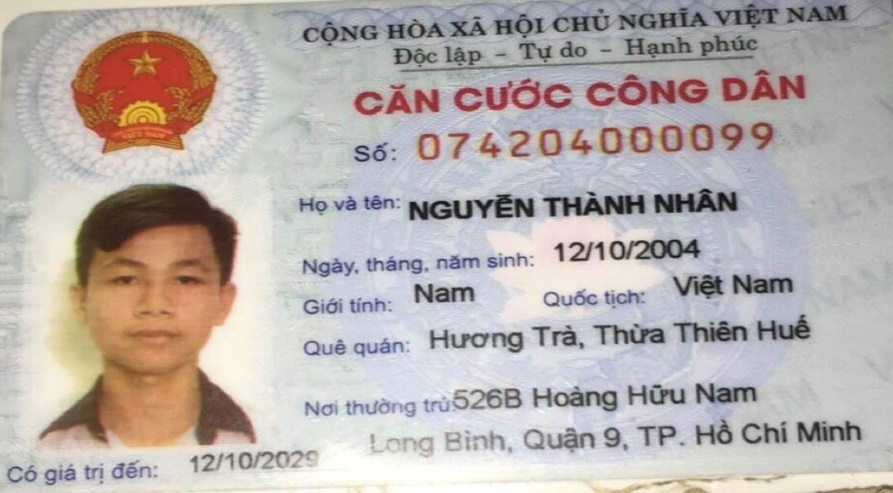 CỘNG HÒA XÃ HỘI CHỦ NGHĨA VIỆT NAM
Độc lập - Tự do - Hạnh phúc
CĂN CƯỚC CÔNG DÂN
Số: 074204000099
Họ và tên: NGUYỄN THÀNH NHÂN
Ngày, tháng, năm sinh: 12/10/2004
Giới tính: Nam Quốc tịch: Việt Nam
Quê quán: Hương Trà, Thừa Thiên Huế
Nơi thường trú: 526B Hoàng Hữu Nam
Long Bình, Quận 9, TP. Hồ Chí Minh
Có giá trị đến: 12/10/2029
VIỆT NAM